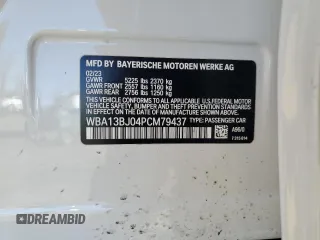 MFD BY BAYERISCHE MOTOREN WERKE AG
02/23
GVWR 5225 lbs 2370 kg
GAWR FRONT 2557 lbs 1160 kg
GAWR REAR 2756 lbs 1250 kg
THIS VEHICLE CONFORMS TO ALL APPLICABLE FEDERAL MOTOR
VEHICLE SAFETY, BUMPER, AND THEFT PREVENTION STANDARDS
IN EFFECT ON THE DATE OF MANUFACTURE SHOWN ABOVE.
WBA13BJ04PCM79437 TYPE: PASSENGER CAR
A96/0
© DREAMBID
DREAMBID.COM